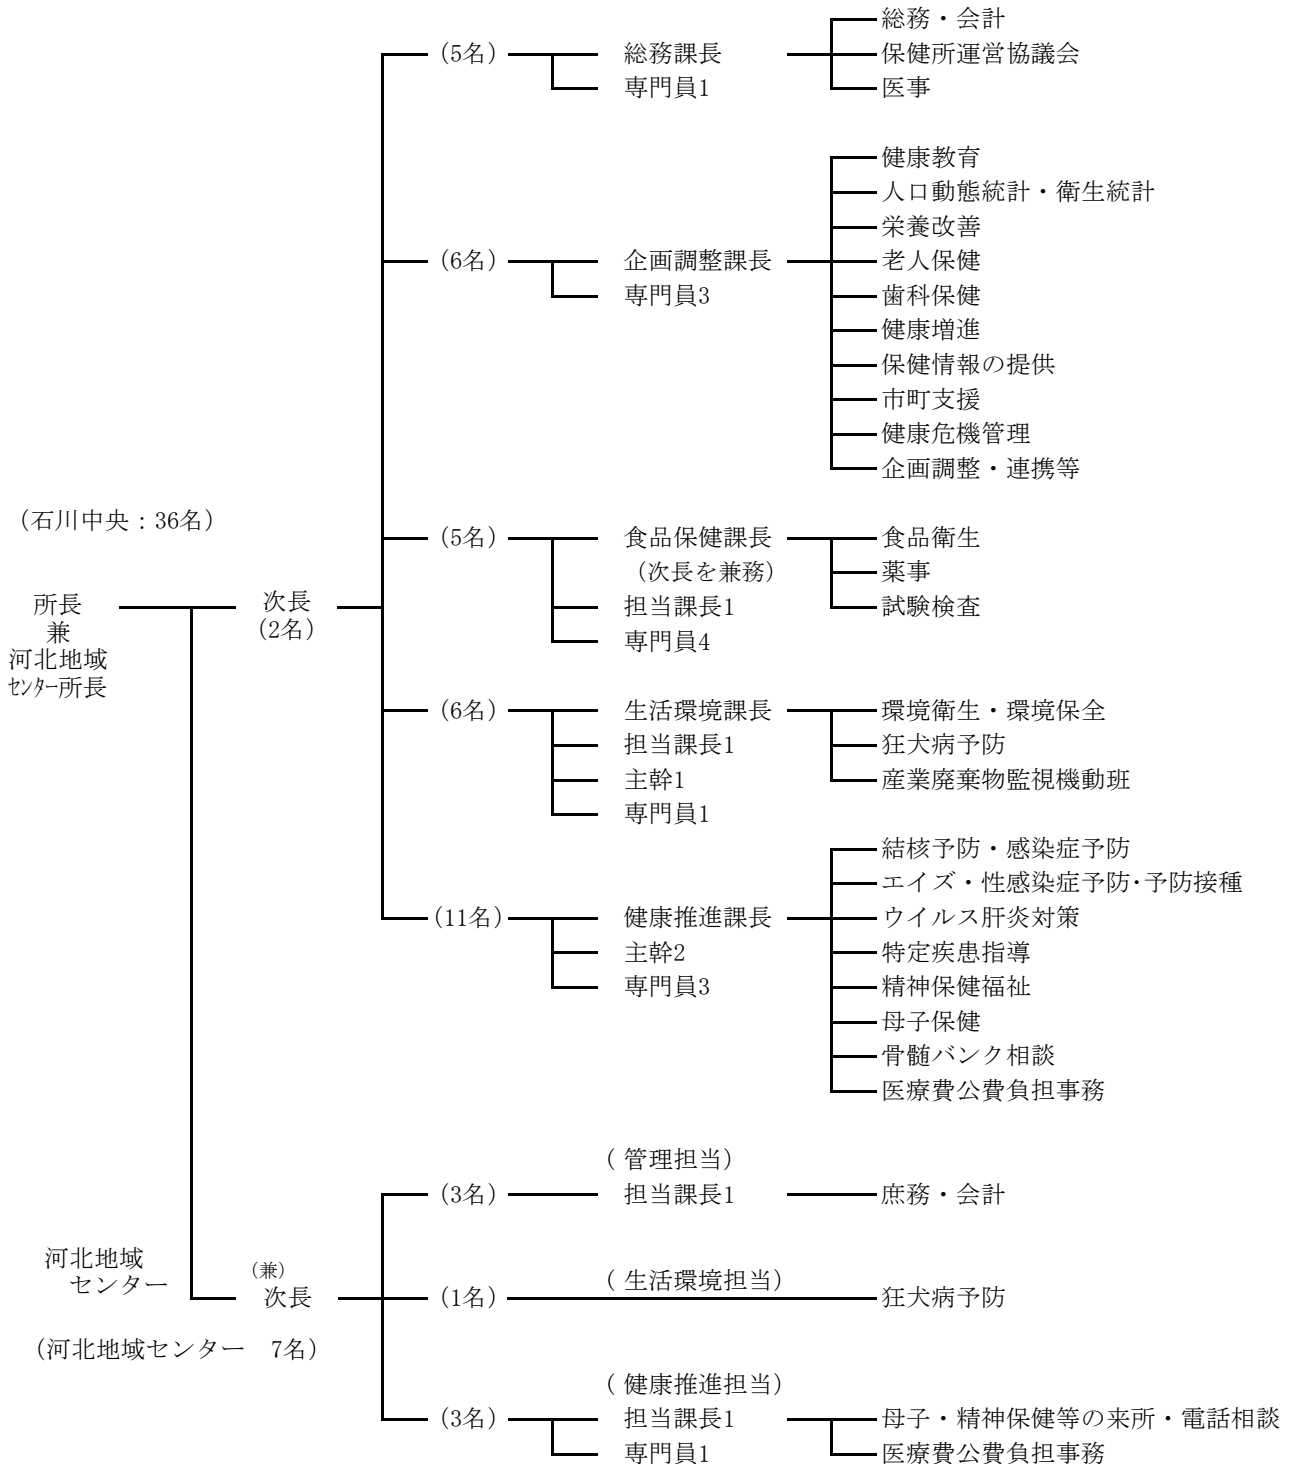 (石川中央：36名)
所長
兼
河北地域
センター所長
次長
(2名)
(5名)
総務課長
専門員1
総務・会計
保健所運営協議会
医事
(6名)
企画調整課長
専門員3
健康教育
人口動態統計・衛生統計
栄養改善
老人保健
歯科保健
健康増進
保健情報の提供
市町支援
健康危機管理
企画調整・連携等
(5名)
食品保健課長
(次長を兼務)
担当課長1
専門員4
食品衛生
薬事
試験検査
(6名)
生活環境課長
担当課長1
主幹1
専門員1
環境衛生・環境保全
狂犬病予防
産業廃棄物監視機動班
(11名)
健康推進課長
主幹2
専門員3
結核予防・感染症予防
エイズ・性感染症予防・予防接種
ウイルス肝炎対策
特定疾患指導
精神保健福祉
母子保健
骨髄バンク相談
医療費公費負担事務
河北地域
センター
(兼)
次長
(河北地域センター　7名)
(3名)
(管理担当)
担当課長1
庶務・会計
(1名)
(生活環境担当)
狂犬病予防
(3名)
(健康推進担当)
担当課長1
専門員1
母子・精神保健等の来所・電話相談
医療費公費負担事務